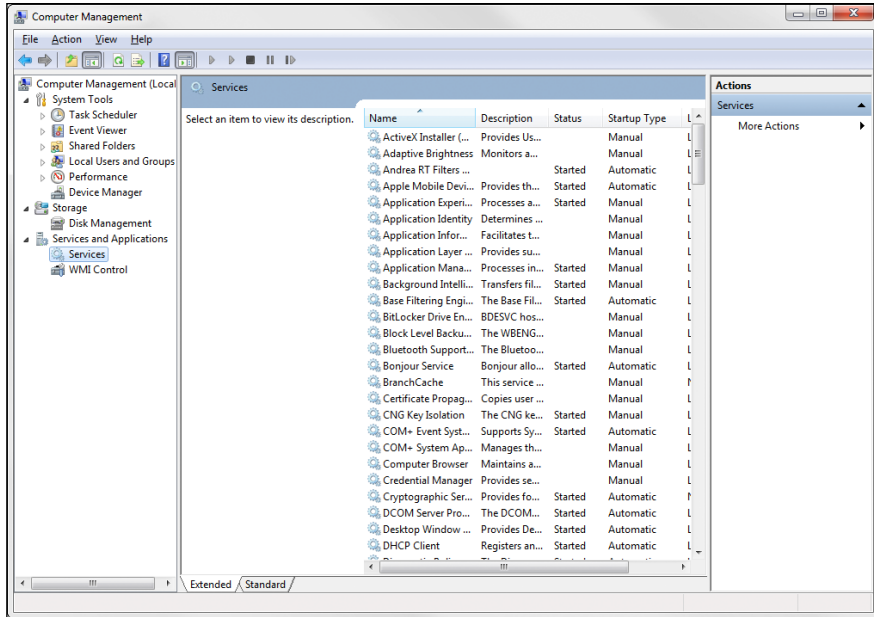 Computer Management
File Action View Help
Computer Management (Local
System Tools
Task Scheduler
Event Viewer
Shared Folders
Local Users and Groups
Performance
Device Manager
Storage
Disk Management
Services and Applications
Services
WMI Control
Services
Select an item to view its description.
Name Description Status Startup Type L
ActiveX Installer (... Provides Us... Manual L
Adaptive Brightness Monitors a... Manual L
Andrea RT Filters ... Started Automatic L
Apple Mobile Devi... Provides th... Started Automatic L
Application Experi... Processes a... Started Manual L
Application Identity Determines ... Manual L
Application Infor... Facilitates t... Manual L
Application Layer ... Provides su... Manual L
Application Mana... Processes in... Started Manual L
Background Intelli... Transfers fil... Started Manual L
Base Filtering Engi... The Base Fil... Started Automatic L
BitLocker Drive En... BDESVC hos... Manual L
Block Level Backu... The WBENG... Manual L
Bluetooth Support... The Bluetoo... Manual L
Bonjour Service Bonjour allo... Started Automatic L
BranchCache This service ... Manual N
Certificate Propag... Copies user ... Manual L
CNG Key Isolation The CNG ke... Started Manual L
COM+ Event Syst... Supports Sy... Started Automatic L
COM+ System Ap... Manages th... Manual L
Computer Browser Maintains a... Manual L
Credential Manager Provides se... Manual L
Cryptographic Ser... Provides fo... Started Automatic N
DCOM Server Pro... The DCOM... Started Automatic L
Desktop Window ... Provides De... Started Automatic L
DHCP Client Registers an... Started Automatic L
Extended Standard
Actions
Services
More Actions